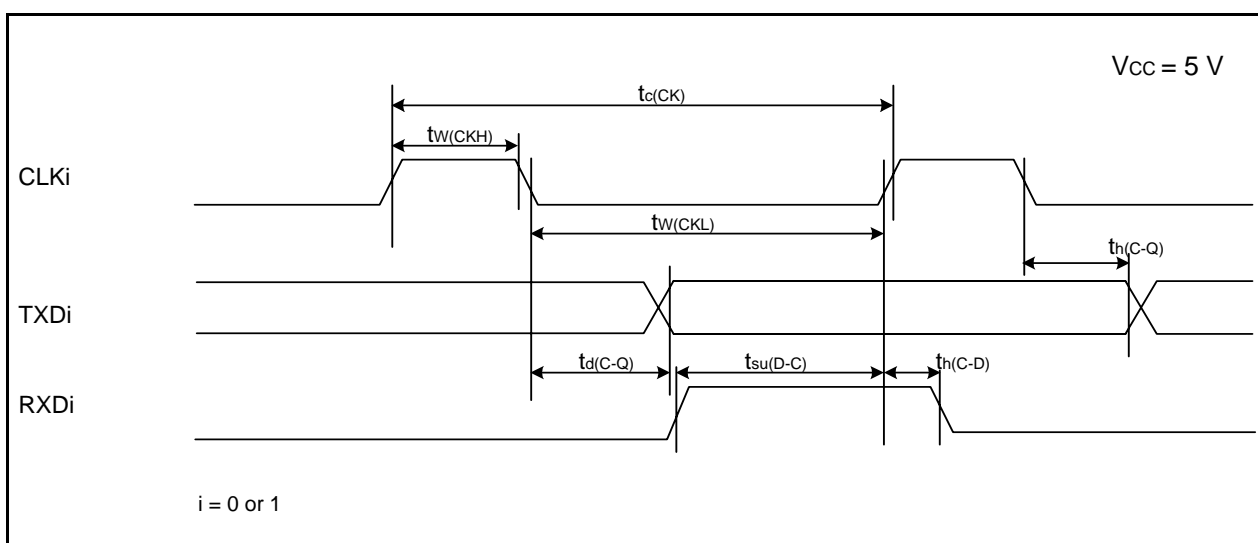 VCC = 5 V
tc(CK)
tW(CKH)
CLKi
tW(CKL)
th(C-Q)
TXDi
td(C-Q)
tsu(D-C)
th(C-D)
RXDi
i = 0 or 1